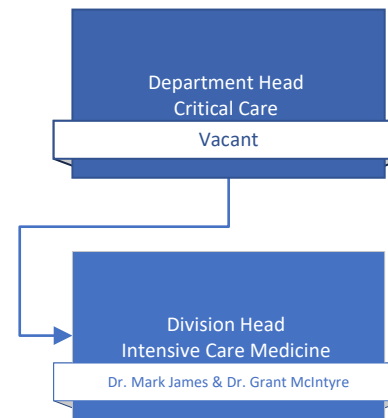 Department Head
Critical Care
Vacant
Division Head
Intensive Care Medicine
Dr. Mark James & Dr. Grant McIntyre